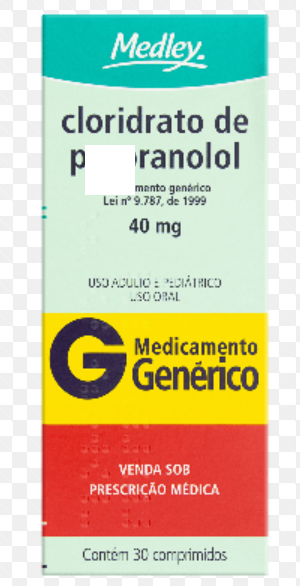 Medley.
cloridrato de
Lei nº 9.787, de 1999
genérico
40 mg
USO ADULTO E PEDIÁTRICO
USO ORAL
G Medicamento
Genérico
VENDA SOB
PRESCRIÇÃO MÉDICA
Contém 30 comprimidos